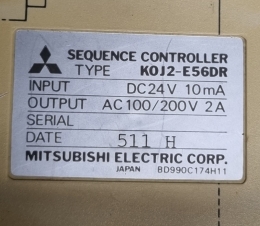 SEQUENCE CONTROLLER
TYPE KOJ2-E56DR
INPUT DC24V 10mA
OUTPUT AC100/200V 2A
SERIAL
DATE 511 H
MITSUBISHI ELECTRIC CORP.
JAPAN BD990C174H11